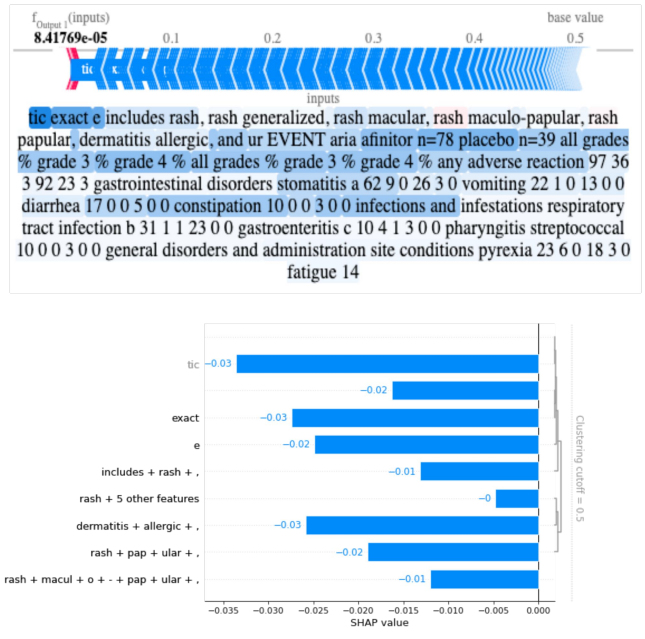 f Output 1 (inputs)
base value
8.41769e-05
0.1
0.2
0.3
0.4
0.5
tic
inputs
tic exact e includes rash, rash generalized, rash macular, rash maculo-papular, rash
papular, dermatitis allergic, and ur EVENT aria afinitor n=78 placebo n=39 all grades
% grade 3 % grade 4 % all grades % grade 3 % grade 4 % any adverse reaction 97 36
3 92 23 3 gastrointestinal disorders stomatitis a 62 9 0 26 3 0 vomiting 22 1 0 13 0 0
diarrhea 17 0 0 5 0 0 constipation 10 0 0 3 0 0 infections and infestations respiratory
tract infection b 31 1 1 23 0 0 gastroenteritis c 10 4 1 3 0 0 pharyngitis streptococcal
10 0 0 3 0 0 general disorders and administration site conditions pyrexia 23 6 0 18 3 0
fatigue 14
tic −0.03
−0.02
exact −0.03
e −0.02
includes + rash + , −0.01
rash + 5 other features −0
dermatitis + allergic + , −0.03
rash + pap + ular + , −0.02
rash + macul + o + - + pap + ular + , −0.01
Clustering cutoff = 0.5
−0.035 −0.030 −0.025 −0.020 −0.015 −0.010 −0.005 0.000
SHAP value